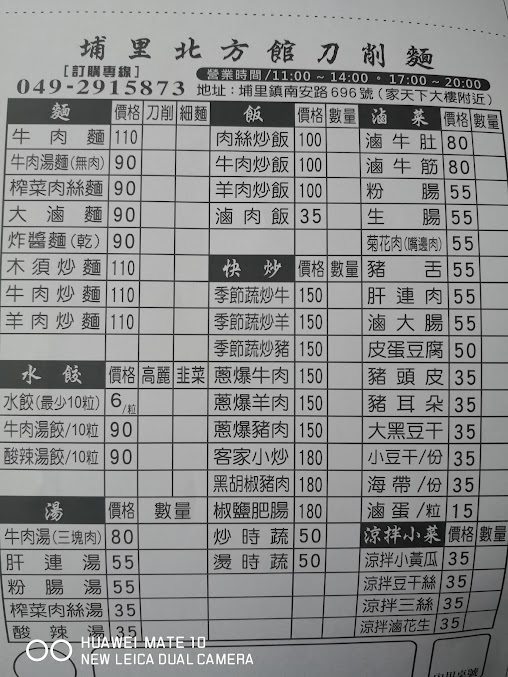 埔里北方館刀削麵
[訂購專線]
049-2915873
營業時間/11:00~14:00。17:00~20:00
地址:埔里鎮南安路696號(家天下大樓附近)
麵 價格 刀削 細麵
牛肉麵 110
牛肉湯麵(無肉) 90
榨菜肉絲麵 90
大滷麵 90
炸醬麵(乾) 90
木須炒麵 110
牛肉炒麵 110
羊肉炒麵 110
水餃 價格 高麗 韭菜
水餃(最少10粒) 6/粒
牛肉湯餃/10粒 90
酸辣湯餃/10粒 90
湯 價格 數量
牛肉湯(三塊肉) 80
肝連湯 55
粉腸湯 55
榨菜肉絲湯 35
酸辣湯 35
飯 價格 數量
肉絲炒飯 100
牛肉炒飯 100
羊肉炒飯 100
滷肉飯 35
快炒 價格 數量
季節蔬炒牛 150
季節蔬炒羊 150
季節蔬炒豬 150
蔥爆牛肉 150
蔥爆羊肉 150
蔥爆豬肉 150
客家小炒 180
黑胡椒豬肉 180
椒鹽肥腸 180
炒時蔬 50
燙時蔬 50
滷菜 價格 數量
滷牛肚 80
滷牛筋 80
粉腸 55
生腸 55
菊花肉(嘴邊肉) 55
豬舌 55
肝連肉 55
滷大腸 55
皮蛋豆腐 50
豬頭皮 35
豬耳朵 35
大黑豆干 35
小豆干/份 35
海帶/份 35
滷蛋/粒 15
涼拌小菜 價格 數量
涼拌小黃瓜 35
涼拌豆干絲 35
涼拌三絲 35
涼拌滷花生 35
HUAWEI MATE 10
NEW LEICA DUAL CAMERA